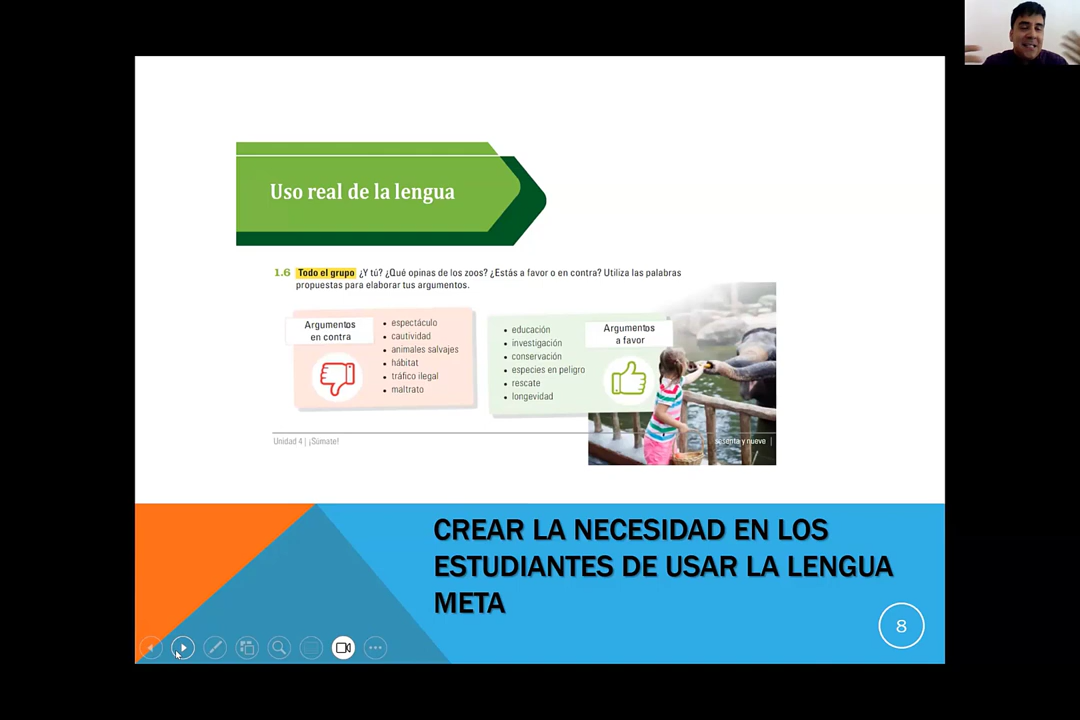 Uso real de la lengua
1.6 Todo el grupo ¿Y tú? ¿Qué opinas de los zoos? ¿Estás a favor o en contra? Utiliza las palabras
propuestas para elaborar tus argumentos.
Argumentos
en contra
• espectáculo
• cautividad
• animales salvajes
• hábitat
• tráfico ilegal
• maltrato
• educación
• investigación
• conservación
• especies en peligro
• rescate
• longevidad
Argumentos
a favor
Unidad 4 | ¡Súmate!
sesenta y nueve |
CREAR LA NECESIDAD EN LOS
ESTUDIANTES DE USAR LA LENGUA
META
8